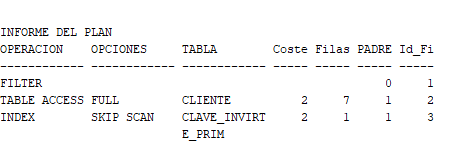 INFORME DEL PLAN
OPERACION OPCIONES TABLA Coste Filas PADRE Id_Fi
------------ ------------ ------------ ----- ----- ----- -----
FILTER 0 1
TABLE ACCESS FULL CLIENTE 2 7 1 2
INDEX SKIP SCAN CLAVE_INVIRT 2 1 1 3
E_PRIM